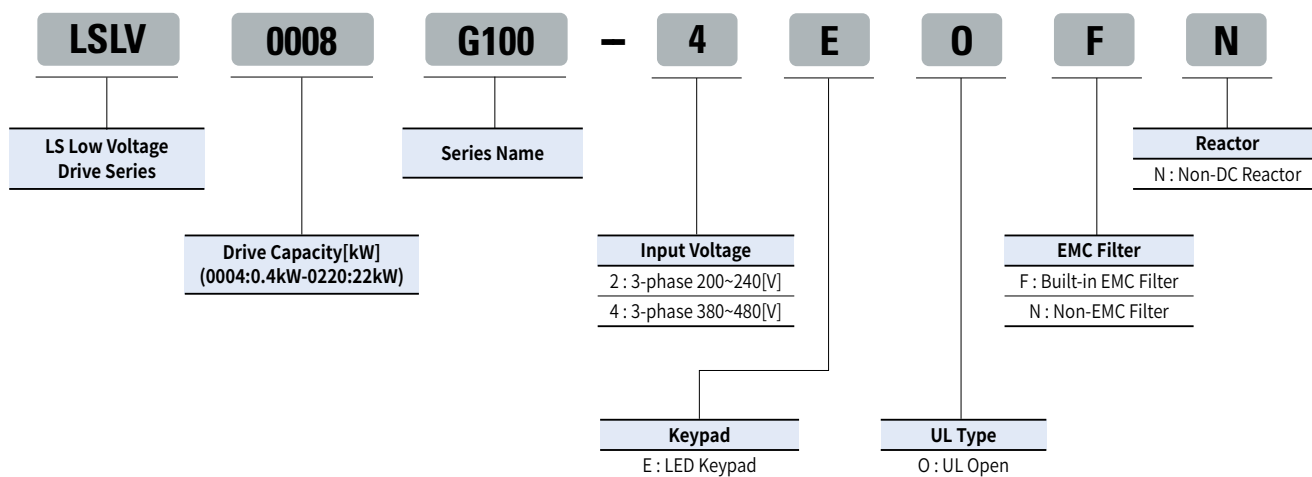 LSLV 0008 G100 - 4 E O F N
LS Low Voltage
Drive Series
Series Name
Reactor
N : Non-DC Reactor
Drive Capacity[kW]
(0004:0.4kW-0220:22kW)
Input Voltage
2 : 3-phase 200~240[V]
4 : 3-phase 380~480[V]
EMC Filter
F : Built-in EMC Filter
N : Non-EMC Filter
Keypad
E : LED Keypad
UL Type
O : UL Open